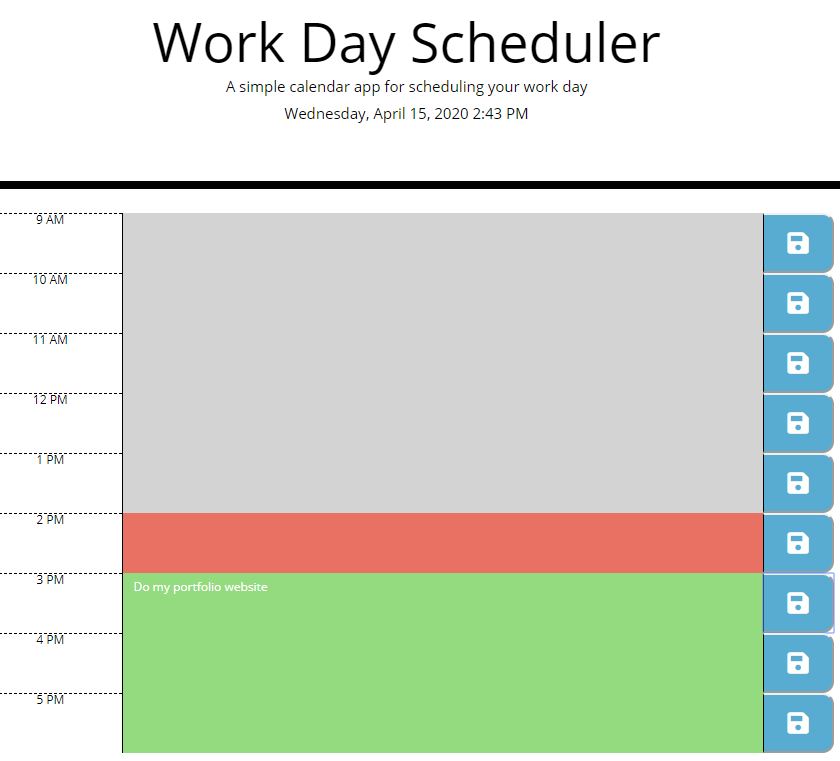 Work Day Scheduler
A simple calendar app for scheduling your work day
Wednesday, April 15, 2020 2:43 PM
9 AM
10 AM
11 AM
12 PM
1 PM
2 PM
3 PM
Do my portfolio website
4 PM
5 PM